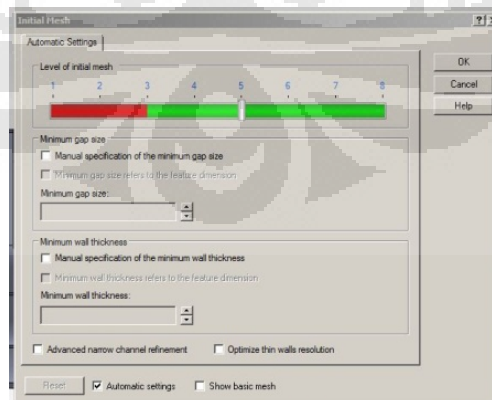 Initial Mesh
Automatic Settings
Level of initial mesh
1 2 3 4 5 6 7 8
OK
Cancel
Help
Minimum gap size
Manual specification of the minimum gap size
Minimum gap size refers to the feature dimension
Minimum gap size:
Minimum wall thickness
Manual specification of the minimum wall thickness
Minimum wall thickness refers to the feature dimension
Minimum wall thickness:
Advanced narrow channel refinement Optimize thin walls resolution
Reset Automatic settings Show basic mesh